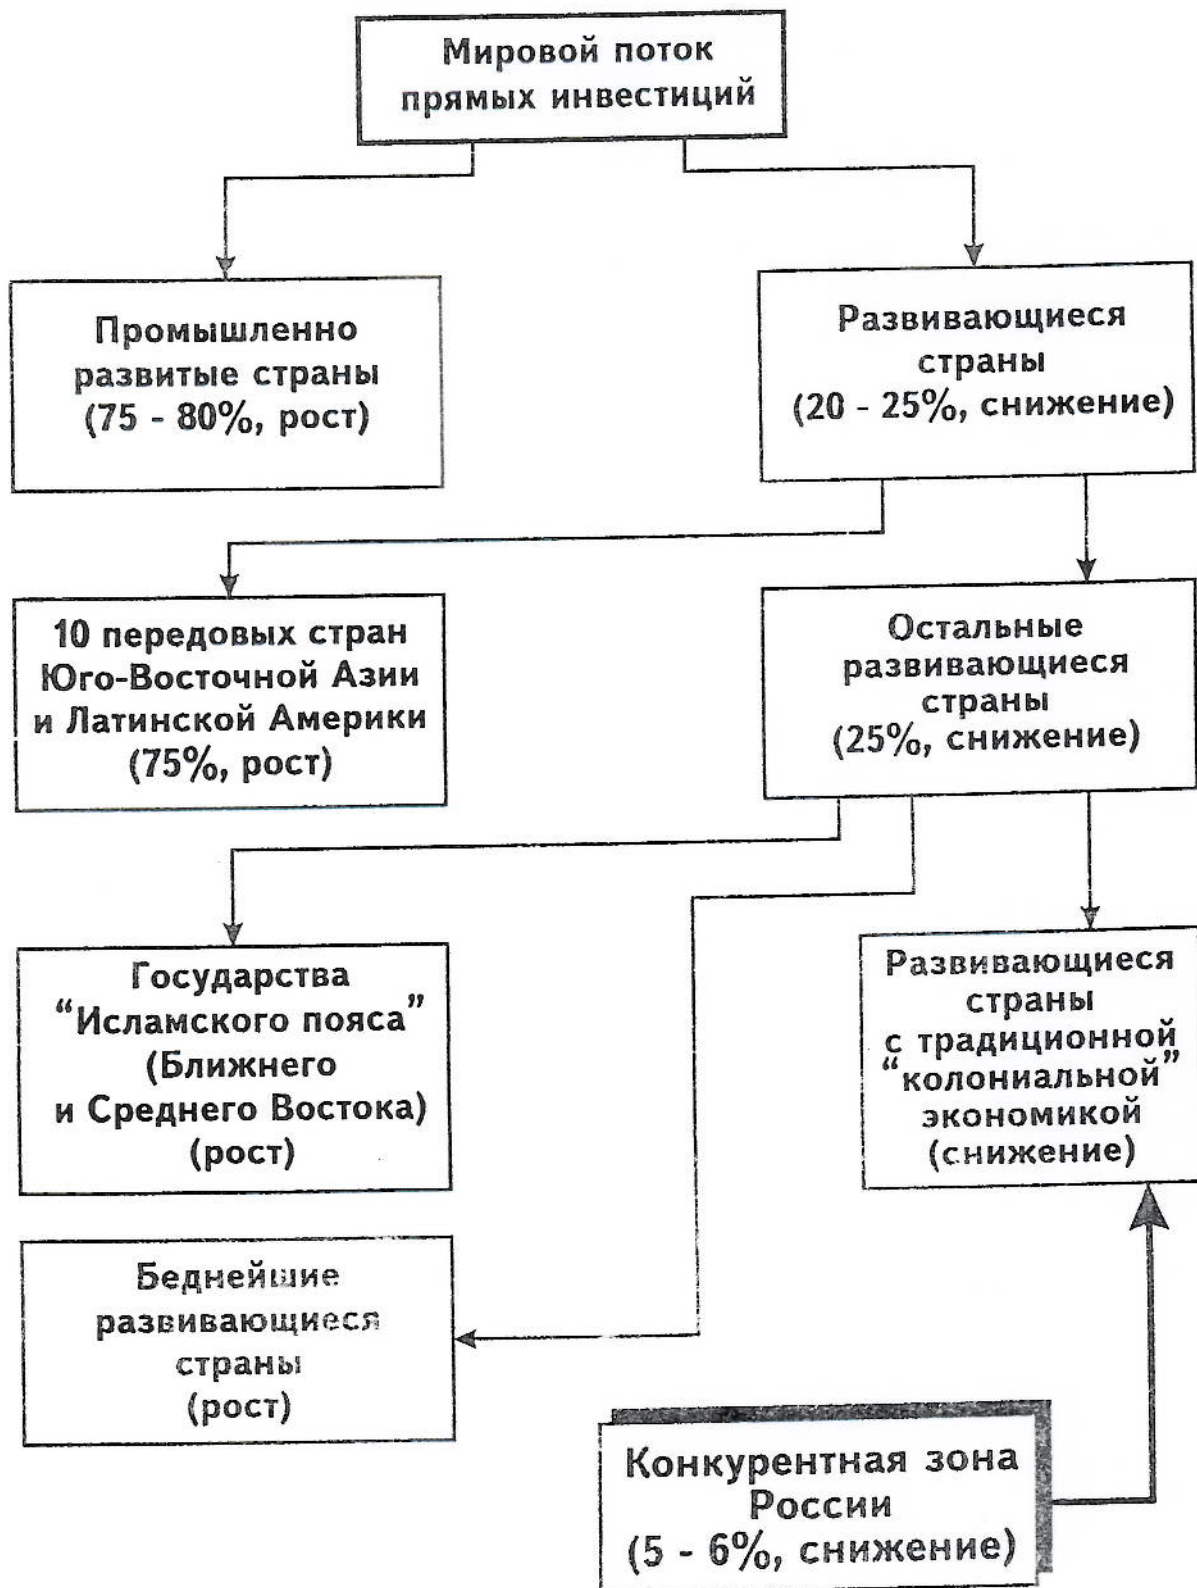 Мировой поток
прямых инвестиций
Промышленно
развитые страны
(75 - 80%, рост)
Развивающиеся
страны
(20 - 25%, снижение)
10 передовых стран
Юго-Восточной Азии
и Латинской Америки
(75%, рост)
Остальные
развивающиеся
страны
(25%, снижение)
Государства
“Исламского пояса”
(Ближнего
и Среднего Востока)
(рост)
Развивающиеся
страны
с традиционной
“колониальной”
экономикой
(снижение)
Беднейшие
развивающиеся
страны
(рост)
Конкурентная зона
России
(5 - 6%, снижение)